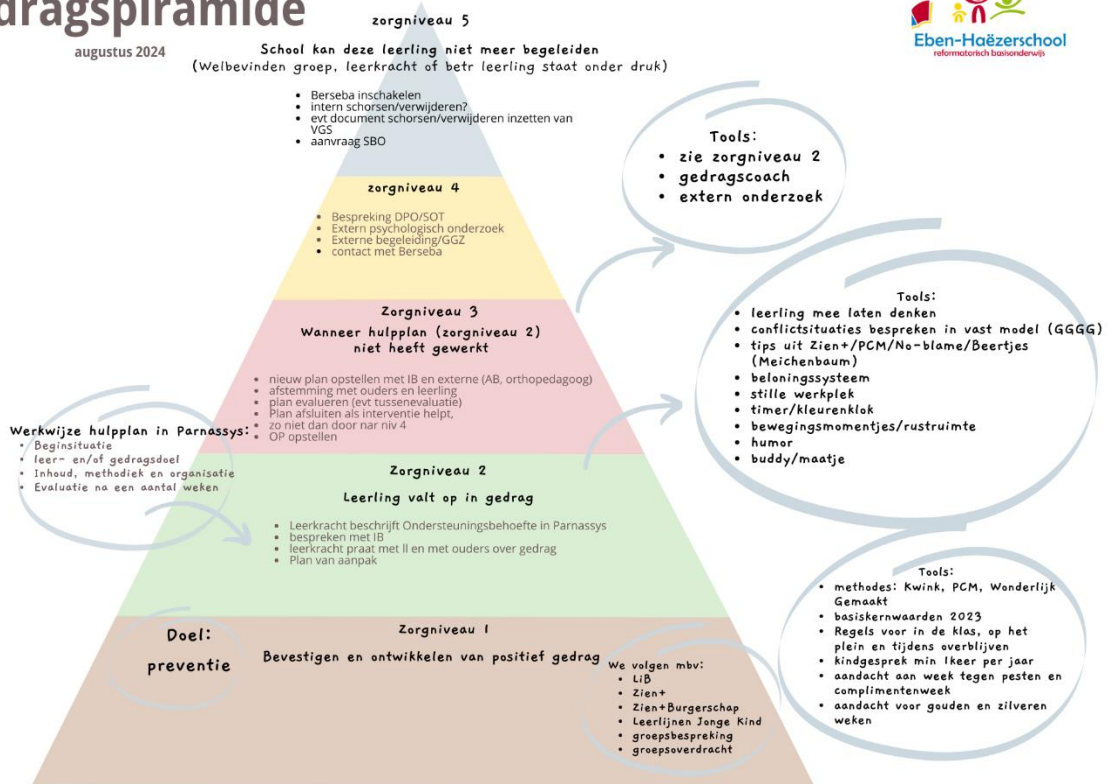 dragspiramide
augustus 2024
Eben-Haëzerschool
reformatorisch basisonderwijs
zorgniveau 5
School kan deze leerling niet meer begeleiden
(Welbevinden groep, leerkracht of betr leerling staat onder druk)
• Berseba inschakelen
• intern schorsen/verwijderen?
• evt document schorsen/verwijderen inzetten van
VGS
• aanvraag SBO
Tools:
• zie zorgniveau 2
• gedragscoach
• extern onderzoek
zorgniveau 4
• Bespreking DPO/SOT
• Extern psychologisch onderzoek
• Externe begeleiding/GGZ
• contact met Berseba
Zorgniveau 3
Wanneer hulpplan (zorgniveau 2)
niet heeft gewerkt
• nieuw plan opstellen met IB en externe (AB, orthopedagoog)
• afstemming met ouders en leerling
• plan evalueren (evt tussenevaluatie)
• Plan afsluiten als interventie helpt,
• zo niet dan door nar niv 4
• OP opstellen
Tools:
• leerling mee laten denken
• conflictsituaties bespreken in vast model (GGGG)
• tips uit Zien+/PCM/No-blame/Beertjes
(Meichenbaum)
• beloningssysteem
• stille werkplek
• timer/kleurenklok
• bewegingsmomentjes/rustruimte
• humor
• buddy/maatje
Werkwijze hulpplan in Parnassys:
• Beginsituatie
• leer- en/of gedragsdoel
• Inhoud, methodiek en organisatie
• Evaluatie na een aantal weken
Zorgniveau 2
Leerling valt op in gedrag
• Leerkracht beschrijft Ondersteuningsbehoefte in Parnassys
• bespreken met IB
• leerkracht praat met ll en met ouders over gedrag
• Plan van aanpak
Doel:
preventie
Zorgniveau 1
Bevestigen en ontwikkelen van positief gedrag
We volgen mbv:
• LiB
• Zien+
• Zien+Burgerschap
• Leerlijnen Jonge Kind
• groepsbespreking
• groepsoverdracht
Tools:
• methodes: Kwink, PCM, Wonderlijk
Gemaakt
• basiskernwaarden 2023
• Regels voor in de klas, op het
plein en tijdens overblijven
• kindgesprek min 1keer per jaar
• aandacht aan week tegen pesten en
complimentenweek
• aandacht voor gouden en zilveren
weken